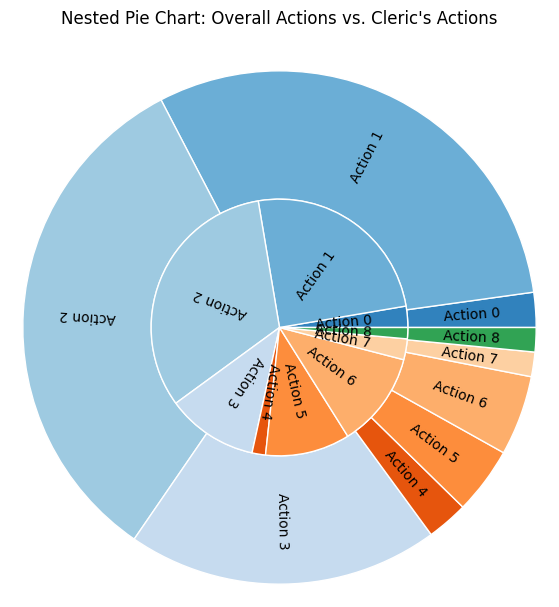 Nested Pie Chart: Overall Actions vs. Cleric's Actions
Action 1
Action 2
Action 1
Action 2
Action 0
Action 0
Action 8
Action 8
Action 7
Action 7
Action 6
Action 6
Action 3
Action 4
Action 5
Action 5
Action 4
Action 3